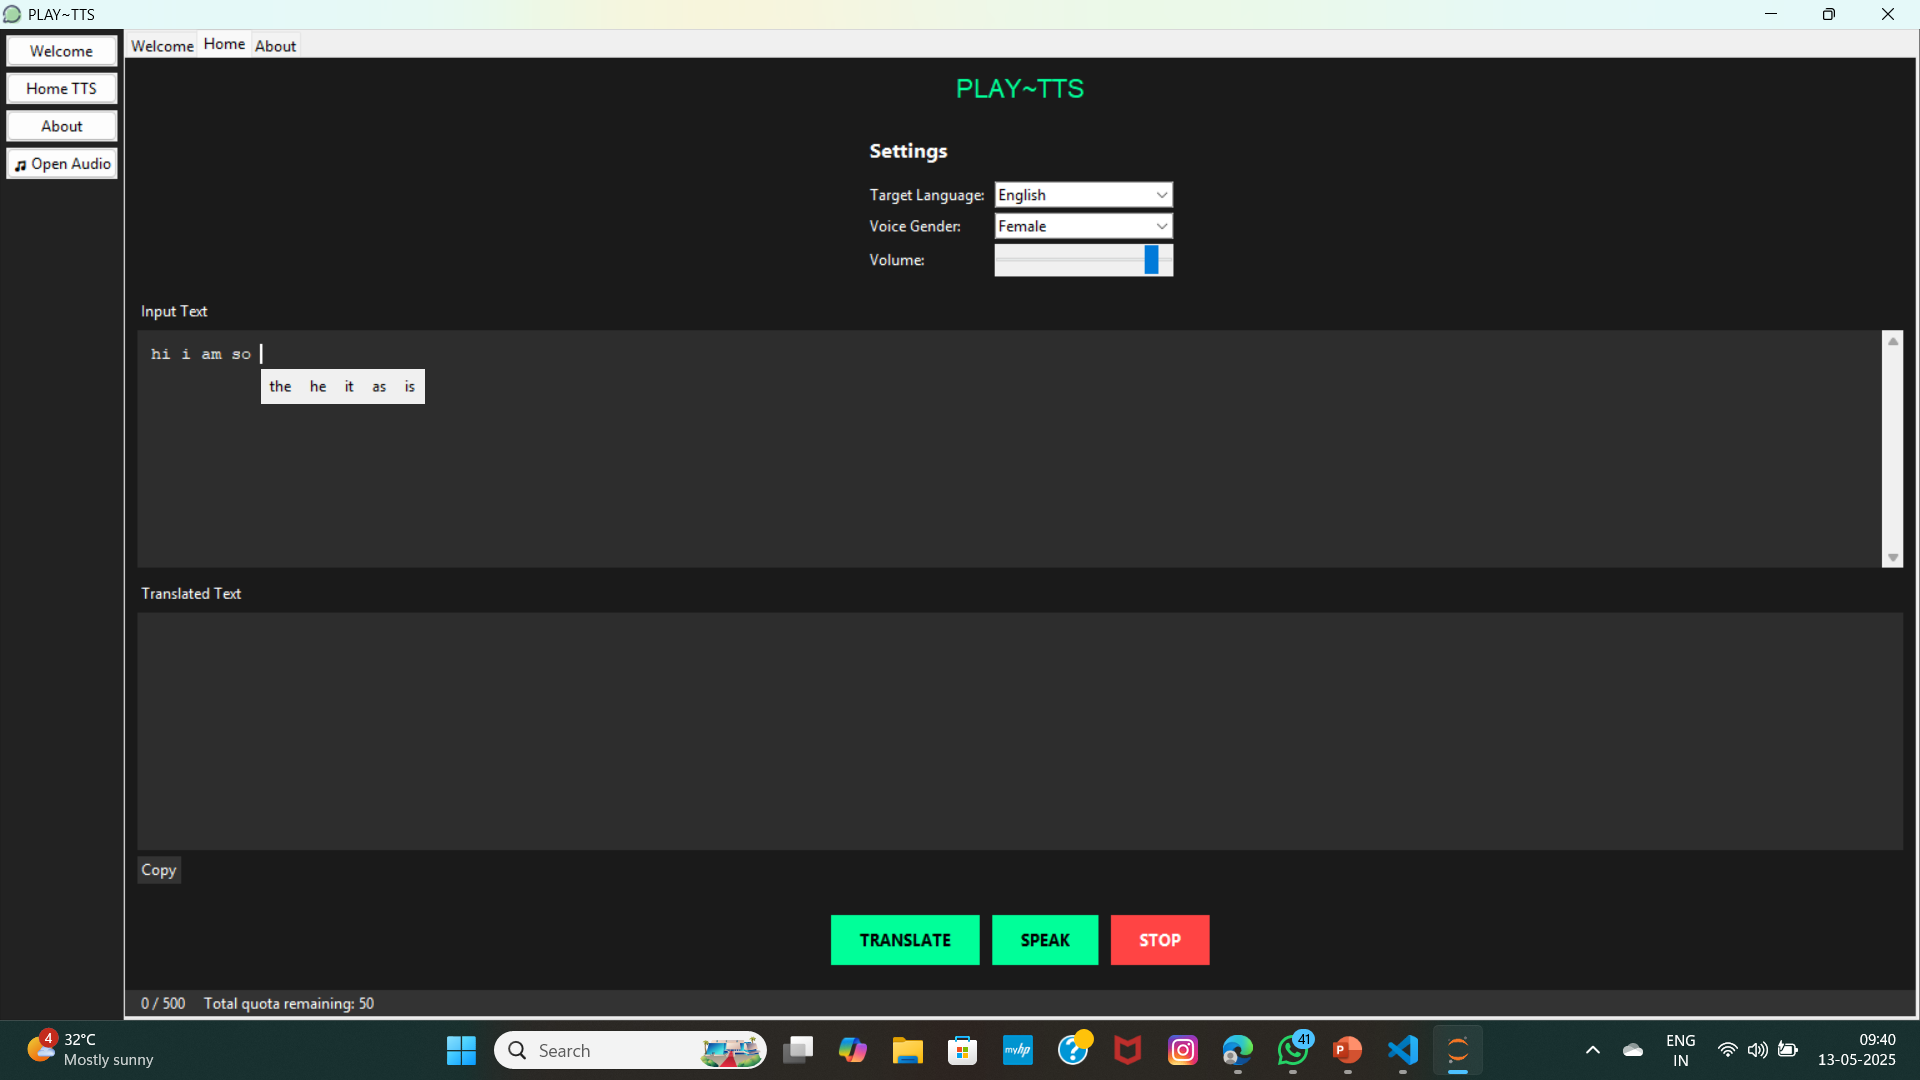 PLAY~TTS
Welcome
Home TTS
About
Open Audio
Welcome Home About
PLAY~TTS
Settings
Target Language: English
Voice Gender: Female
Volume:
Input Text
hi i am so
the he it as is
Translated Text
Copy
TRANSLATE SPEAK STOP
0 / 500 Total quota remaining: 50
4
32°C
Mostly sunny
Search
myhp
41
P
ENG
IN
09:40
13-05-2025